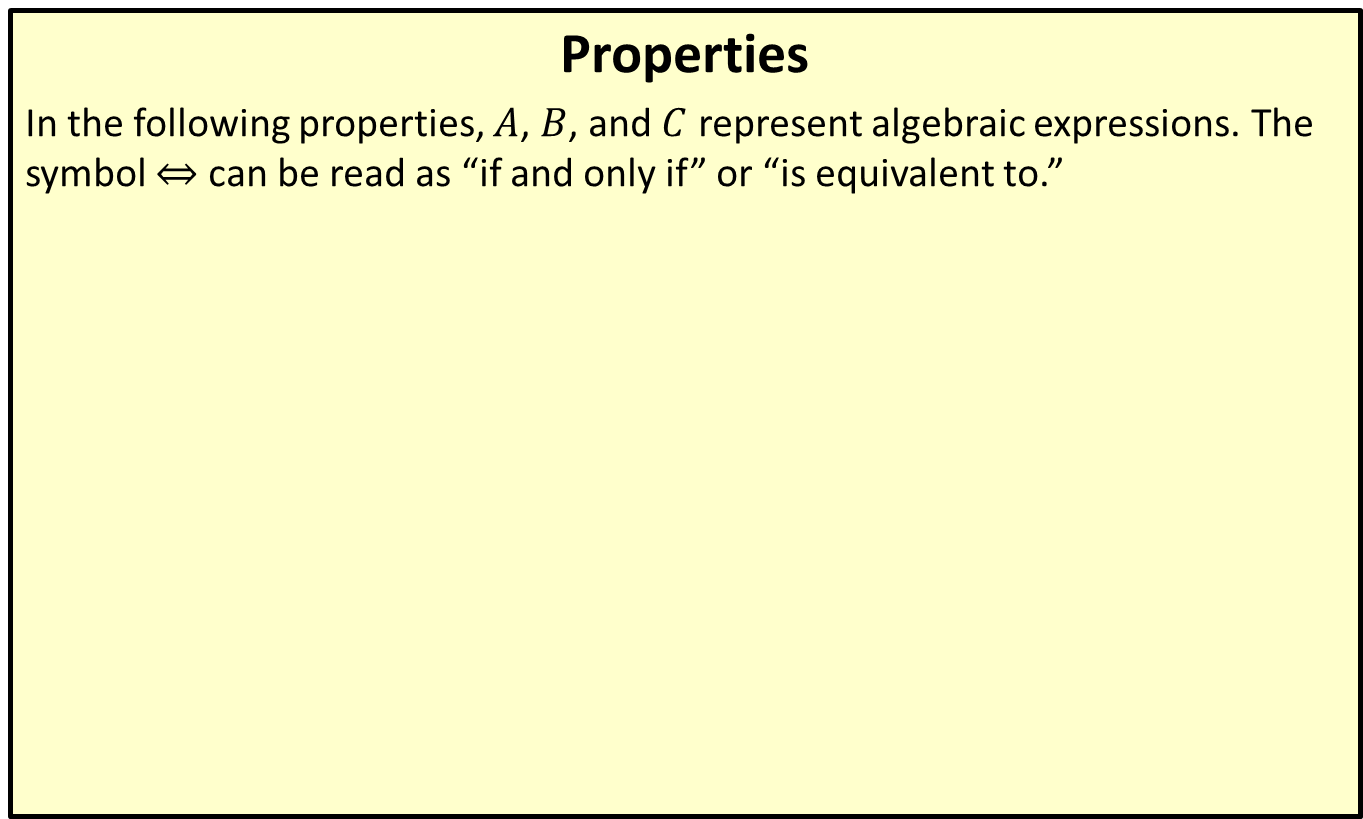 Properties
In the following properties, A, B, and C represent algebraic expressions. The
symbol ⇔ can be read as “if and only if” or “is equivalent to.”